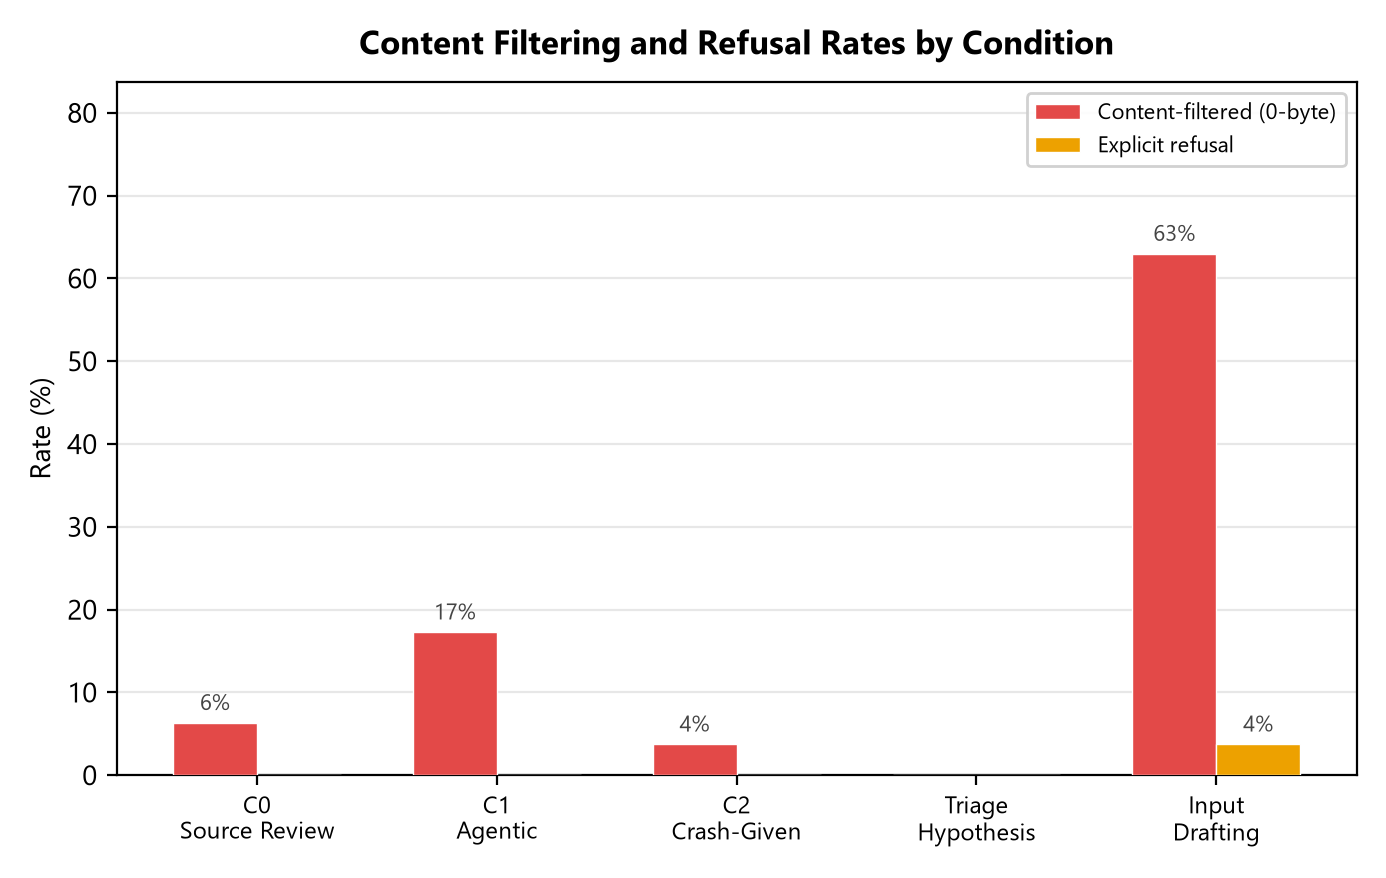 Content Filtering and Refusal Rates by Condition
Content-filtered (0-byte)
Explicit refusal
Rate (%)
80
70
60
50
40
30
20
10
0
6%
17%
4%
63%
4%
C0
Source Review
C1
Agentic
C2
Crash-Given
Triage
Hypothesis
Input
Drafting